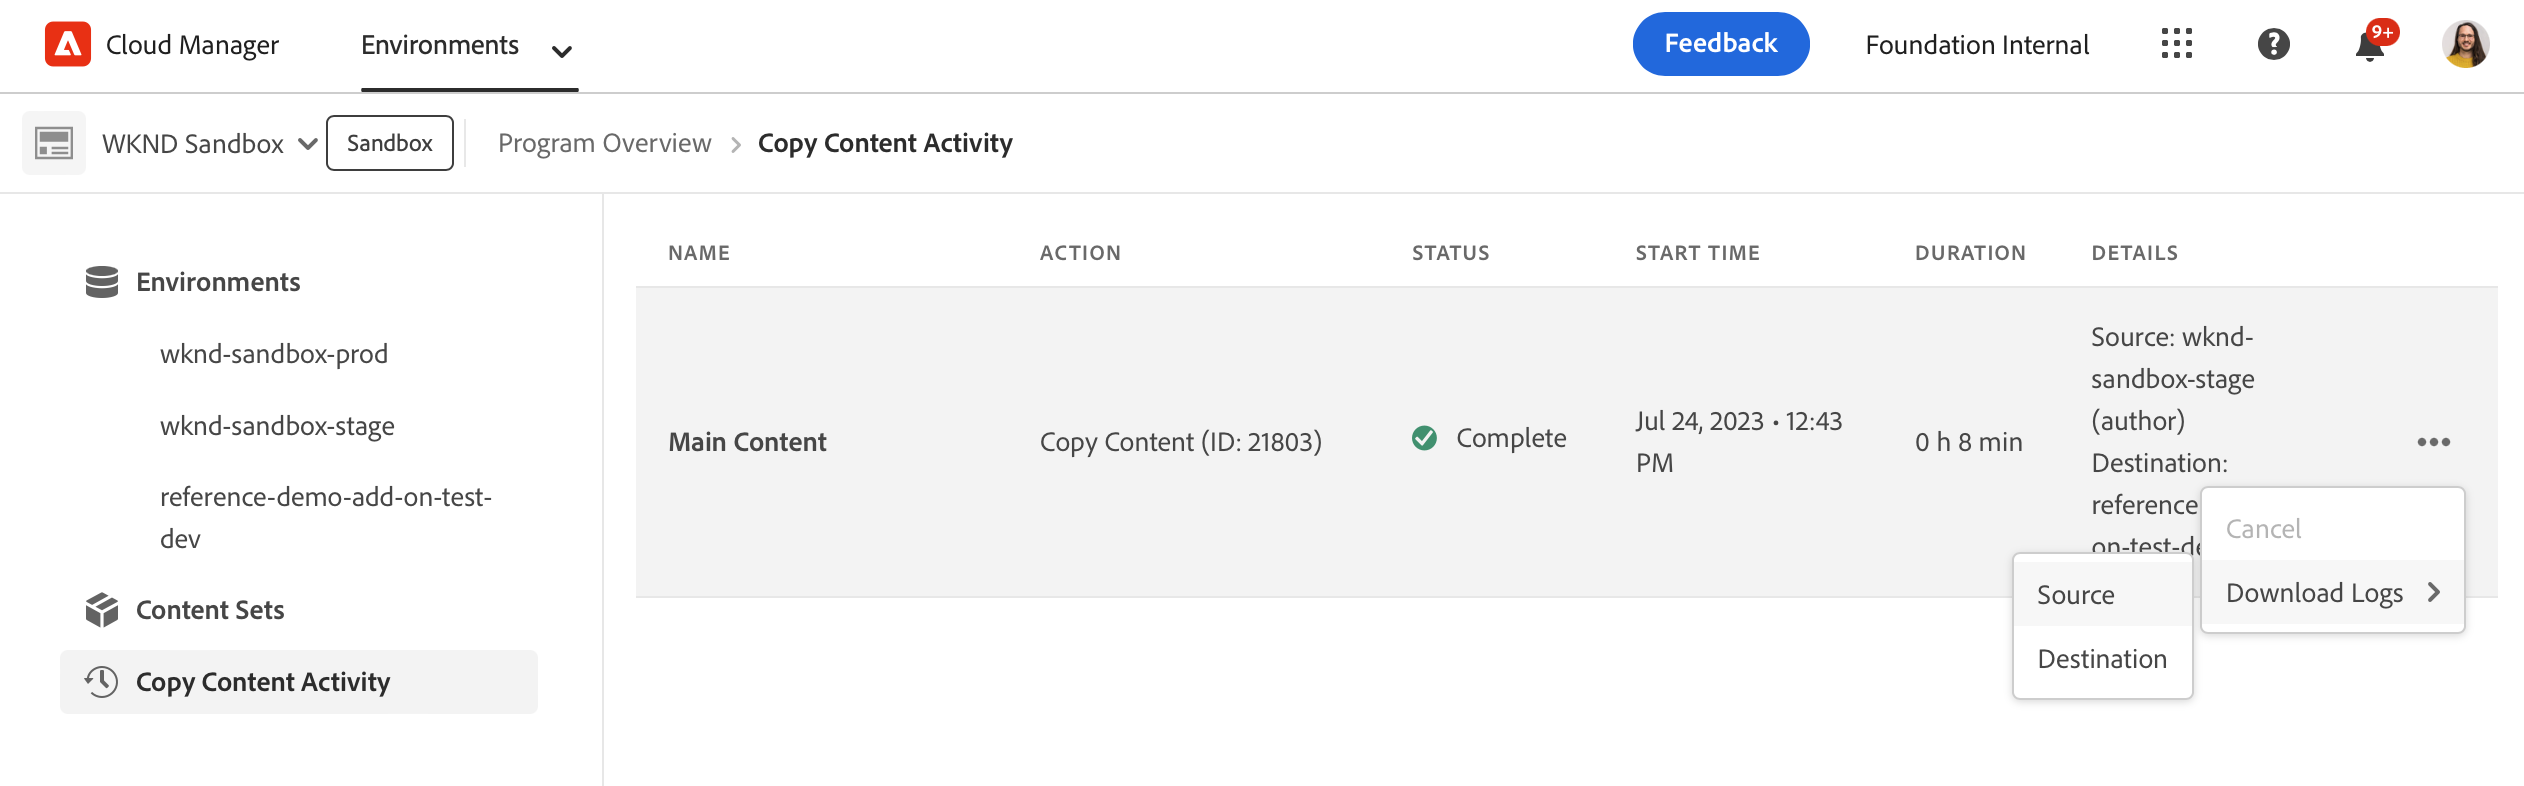 Cloud Manager
Environments
Feedback
Foundation Internal
9+
WKND Sandbox
Sandbox
Program Overview
Copy Content Activity
Environments
wknd-sandbox-prod
wknd-sandbox-stage
reference-demo-add-on-test-
dev
Content Sets
Copy Content Activity
NAME
ACTION
STATUS
START TIME
DURATION
DETAILS
Main Content
Copy Content (ID: 21803)
Complete
Jul 24, 2023 • 12:43
PM
0 h 8 min
Source: wknd-
sandbox-stage
(author)
Destination:
reference
on-test-de
Cancel
Download Logs
Source
Destination